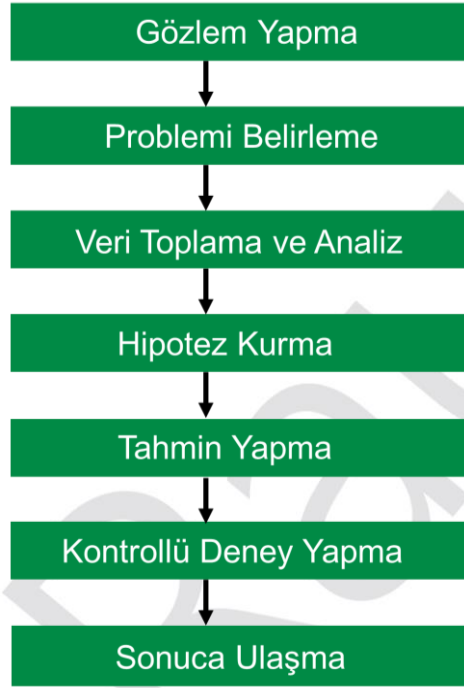 Gözlem Yapma
Problemi Belirleme
Veri Toplama ve Analiz
Hipotez Kurma
Tahmin Yapma
Kontrollü Deney Yapma
Sonuca Ulaşma